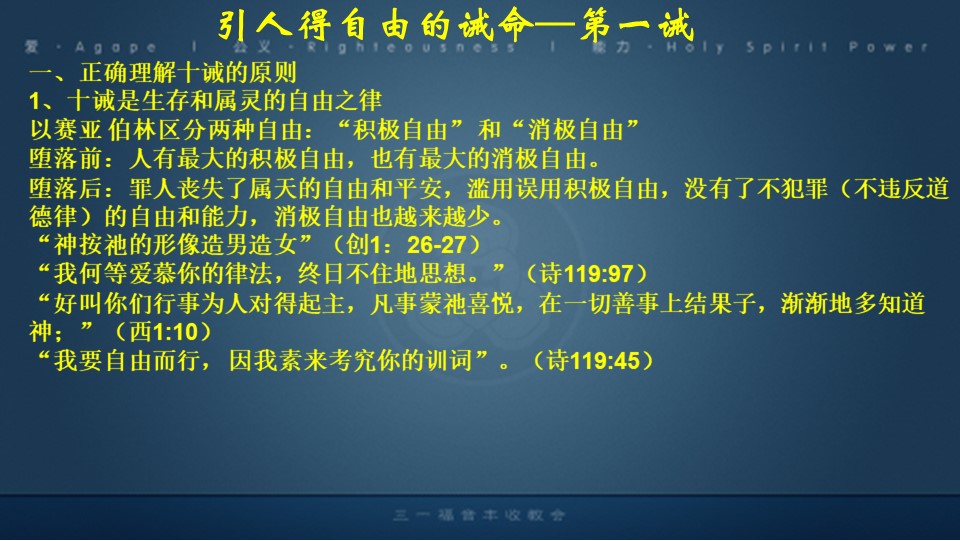 引人得自由的诫命—第一诫
爱·Agape | 公义·Righteousness | 能力·Holy Spirit Power
一、正确理解十诫的原则
1、十诫是生存和属灵的自由之律
以赛亚 伯林区分两种自由：“积极自由” 和“消极自由”
堕落前：人有最大的积极自由，也有最大的消极自由。
堕落后：罪人丧失了属天的自由和平安，滥用误用积极自由，没有了不犯罪（不违反道
德律）的自由和能力，消极自由也越来越少。
“神按祂的形像造男造女”（创1：26-27）
“我何等爱慕你的律法，终日不住地思想。”（诗119:97）
“好叫你们行事为人对得起主，凡事蒙祂喜悦，在一切善事上结果子，渐渐地多知道
神；”（西1:10）
“我要自由而行， 因我素来考究你的训词”。（诗119:45）
三一福音丰收教会